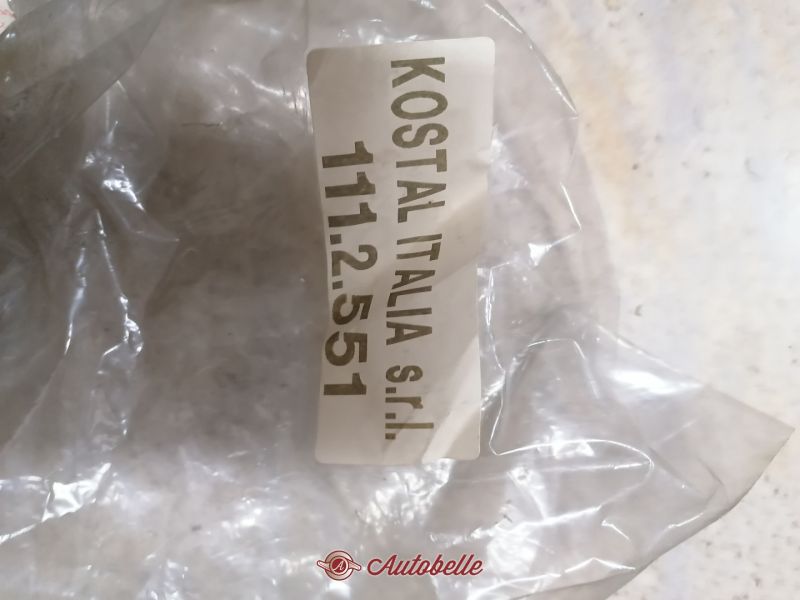 KOSTAL ITALIA s.r.l.
111.2.551
Autobelle